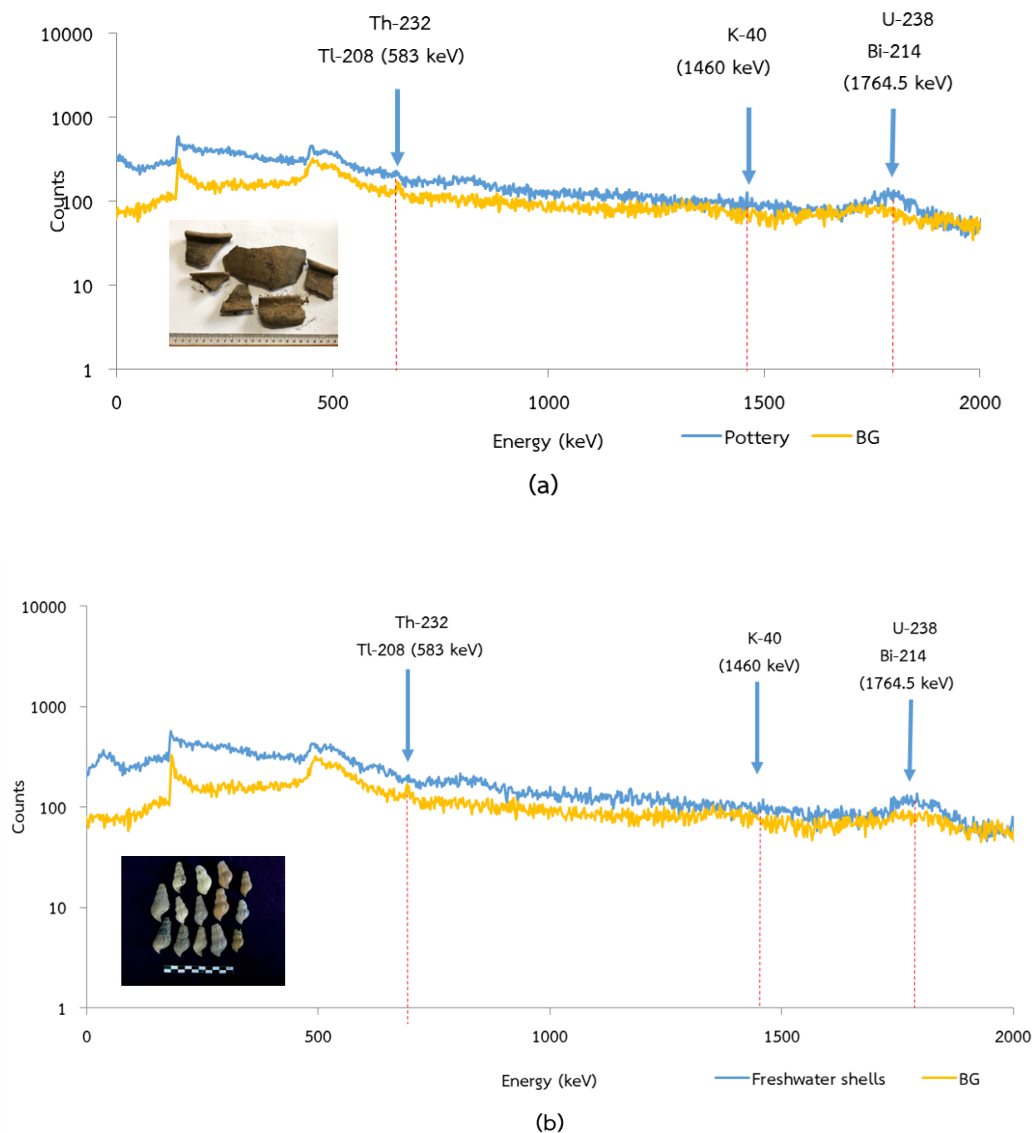 Th-232
Tl-208 (583 keV)
K-40
(1460 keV)
U-238
Bi-214
(1764.5 keV)
10000
1000
100
10
1
Counts
0
500
1000
1500
2000
Energy (keV)
Pottery
BG
(a)
Th-232
Tl-208 (583 keV)
K-40
(1460 keV)
U-238
Bi-214
(1764.5 keV)
10000
1000
100
10
1
Counts
0
500
1000
1500
2000
Energy (keV)
Freshwater shells
BG
(b)